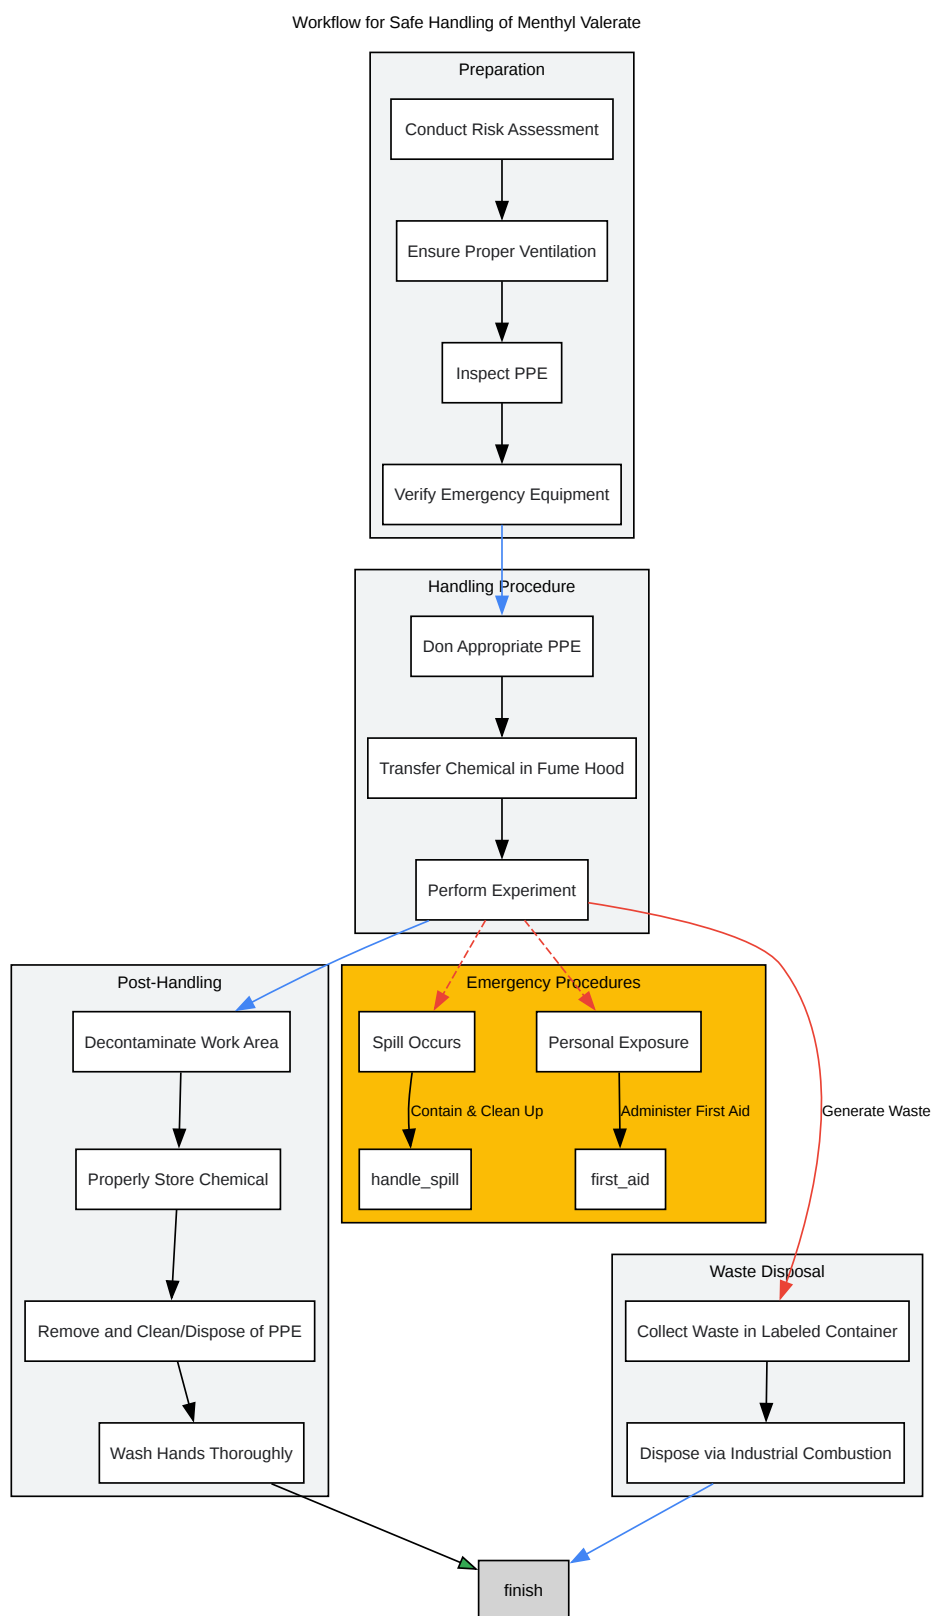 Workflow for Safe Handling of Menthyl Valerate
Preparation
Conduct Risk Assessment
Ensure Proper Ventilation
Inspect PPE
Verify Emergency Equipment
Handling Procedure
Don Appropriate PPE
Transfer Chemical in Fume Hood
Perform Experiment
Post-Handling
Decontaminate Work Area
Properly Store Chemical
Remove and Clean/Dispose of PPE
Wash Hands Thoroughly
Emergency Procedures
Spill Occurs
Personal Exposure
Contain & Clean Up
Administer First Aid
handle_spill
first_aid
Generate Waste
Waste Disposal
Collect Waste in Labeled Container
Dispose via Industrial Combustion
finish